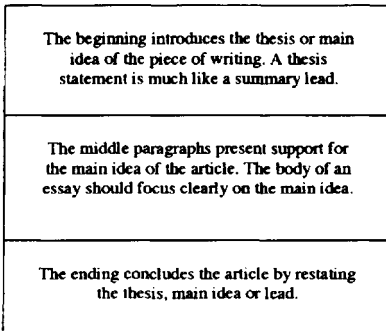 The beginning introduces the thesis or main
idea of the piece of writing. A thesis
statement is much like a summary lead.
The middle paragraphs present support for
the main idea of the article. The body of an
essay should focus clearly on the main idea.
The ending concludes the article by restating
the thesis, main idea or lead.